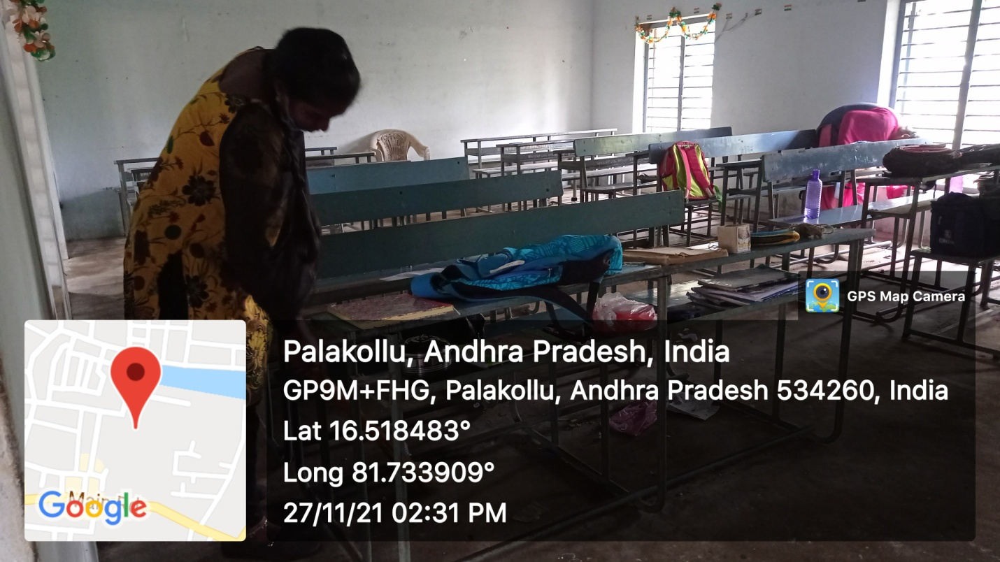 GPS Map Camera
Palakollu, Andhra Pradesh, India
GP9M+FHG, Palakollu, Andhra Pradesh 534260, India
Lat 16.518483°
Long 81.733909°
27/11/21 02:31 PM
Google